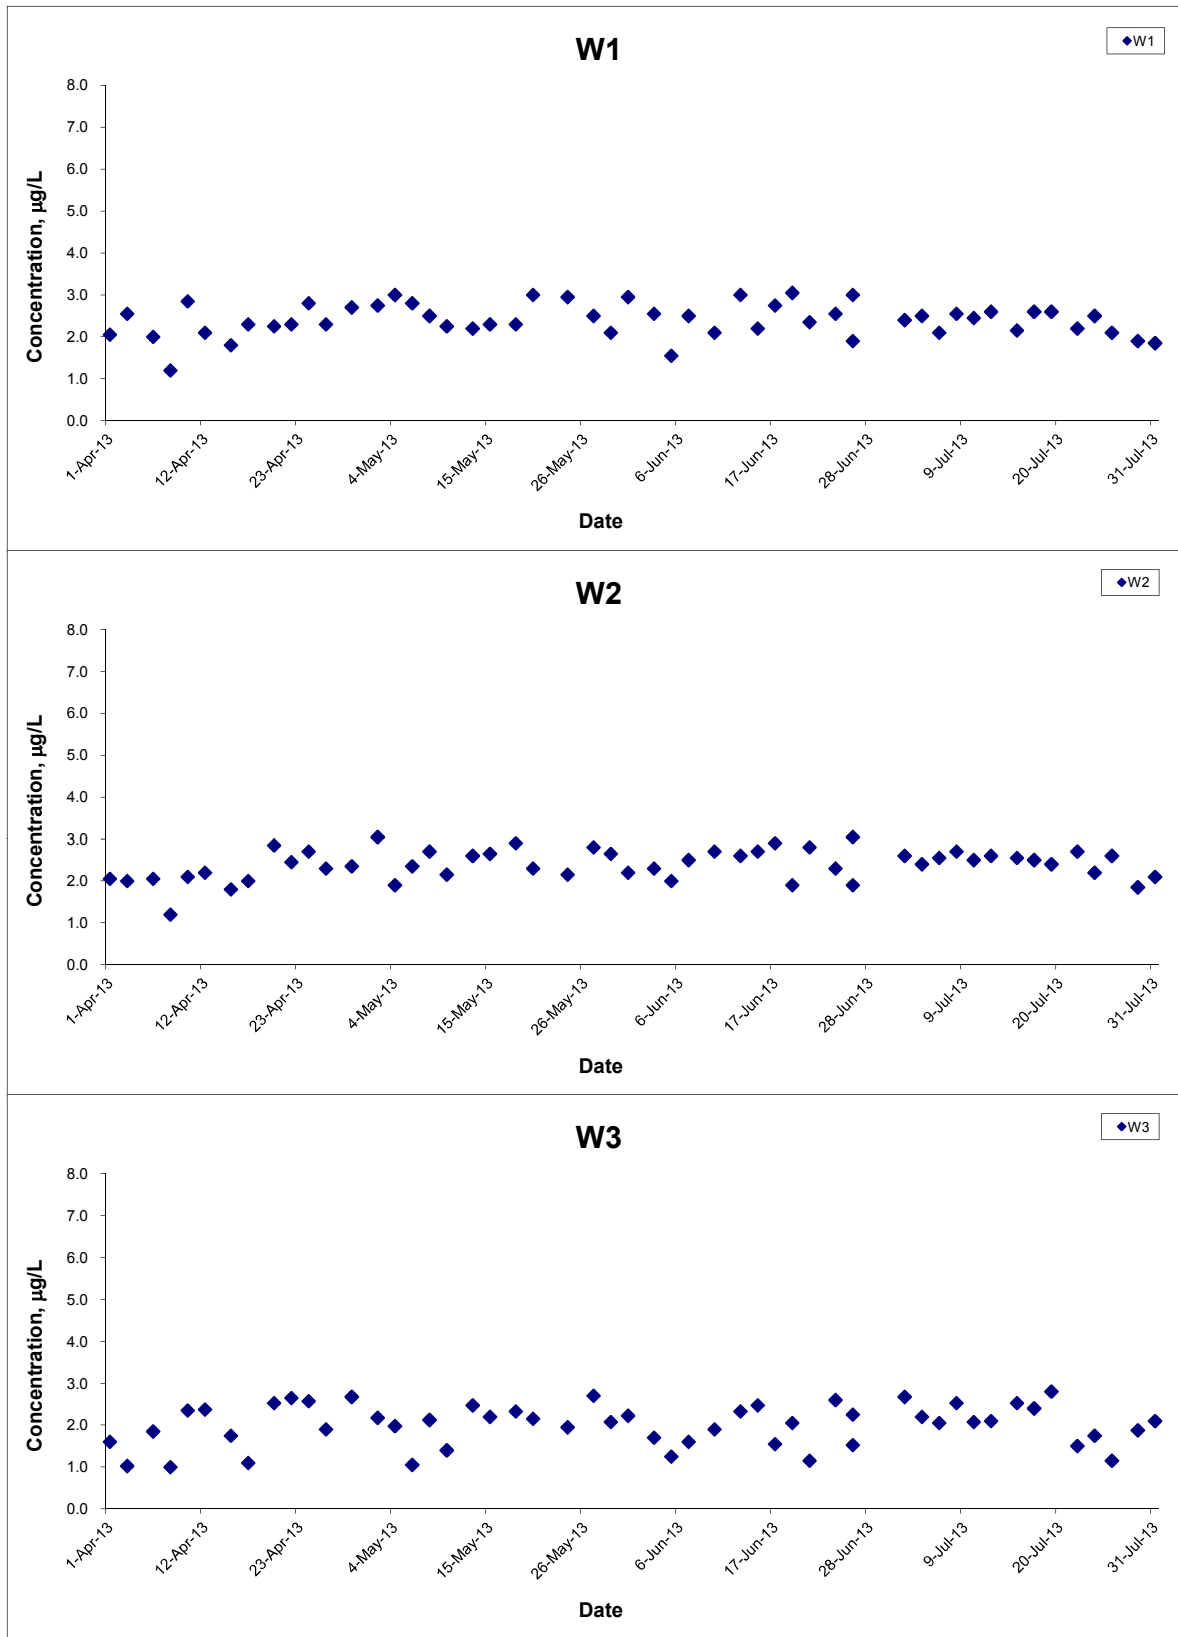 W1
W1
8.0
7.0
6.0
5.0
4.0
3.0
2.0
1.0
0.0
Concentration, µg/L
1-Apr-13
12-Apr-13
23-Apr-13
4-May-13
15-May-13
26-May-13
6-Jun-13
17-Jun-13
28-Jun-13
9-Jul-13
20-Jul-13
31-Jul-13
Date
W2
W2
8.0
7.0
6.0
5.0
4.0
3.0
2.0
1.0
0.0
Concentration, µg/L
1-Apr-13
12-Apr-13
23-Apr-13
4-May-13
15-May-13
26-May-13
6-Jun-13
17-Jun-13
28-Jun-13
9-Jul-13
20-Jul-13
31-Jul-13
Date
W3
W3
8.0
7.0
6.0
5.0
4.0
3.0
2.0
1.0
0.0
Concentration, µg/L
1-Apr-13
12-Apr-13
23-Apr-13
4-May-13
15-May-13
26-May-13
6-Jun-13
17-Jun-13
28-Jun-13
9-Jul-13
20-Jul-13
31-Jul-13
Date